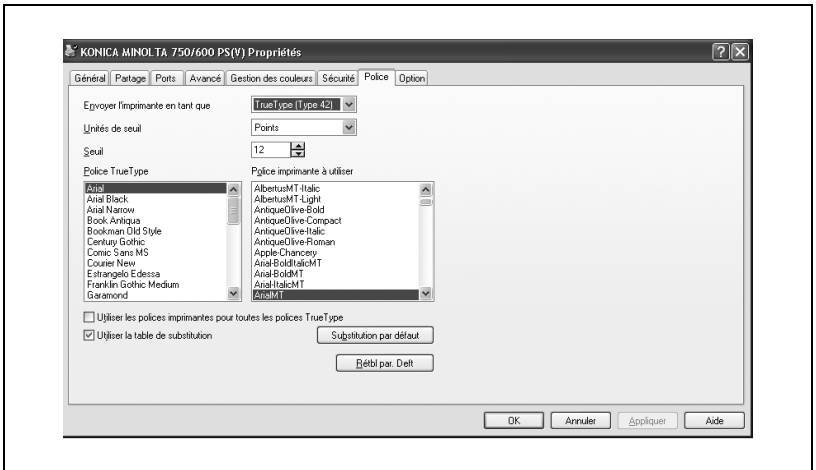 KONICA MINOLTA 750/600 PS(V) Propriétés
Général Partage Ports Avancé Gestion des couleurs Sécurité Police Option
Envoyer l'imprimante en tant que TrueType (Type 42)
Unités de seuil Points
Seuil 12
Police TrueType Police imprimante à utiliser
Arial AlbertusMT-Italic
Arial Black AlbertusMT-Light
Arial Narrow AntiqueOlive-Bold
Book Antiqua AntiqueOlive-Compact
Bookman Old Style AntiqueOlive-Italic
Century Gothic AntiqueOlive-Roman
Comic Sans MS Apple-Chancery
Courier New Arial-BoldItalicMT
Estrangelo Edessa Arial-BoldMT
Franklin Gothic Medium Arial-ItalicMT
Garamond ArialMT
Utiliser les polices imprimantes pour toutes les polices TrueType
Utiliser la table de substitution Substitution par défaut
Rétbl par. Deft
OK Annuler Appliquer Aide